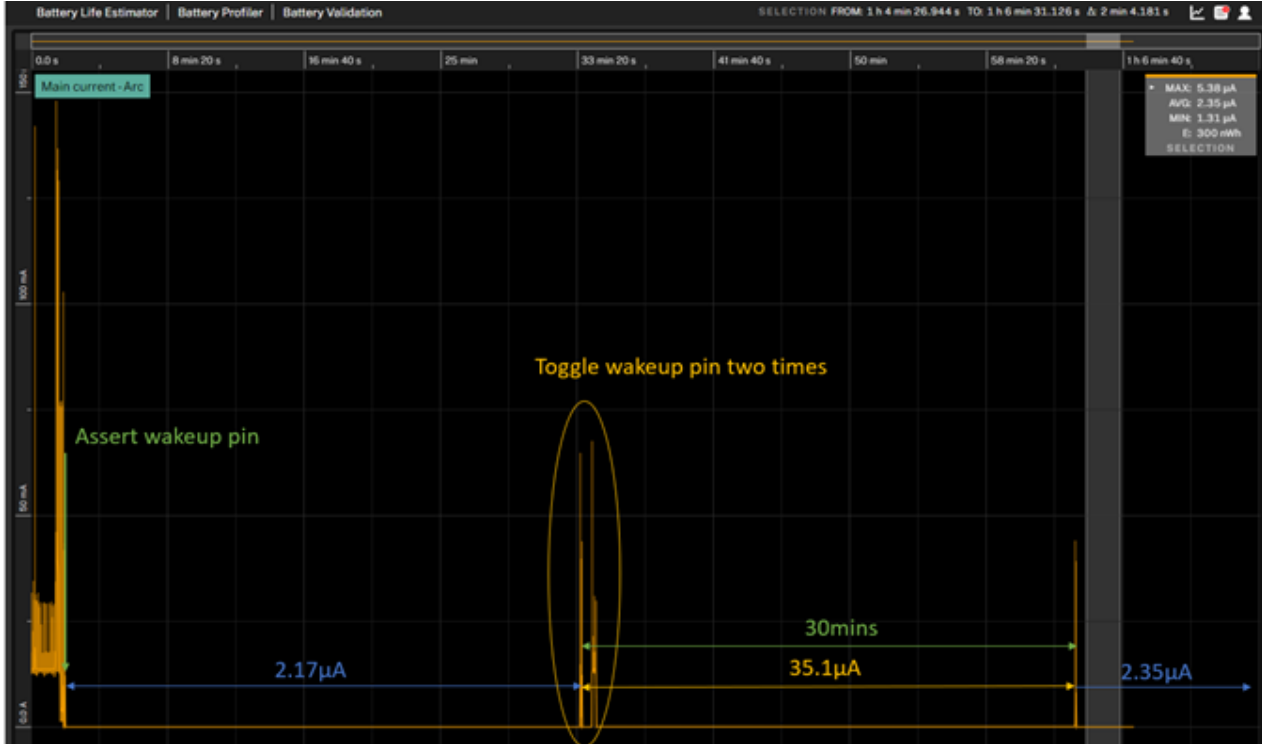 Battery Life Estimator | Battery Profiler | Battery Validation
SELECTION FROM: 1 h 4 min 26.944 s TO: 1 h 6 min 31.126 s Δ: 2 min 4.181 s
0.0 s
8 min 20 s
16 min 40 s
25 min
33 min 20 s
41 min 40 s
50 min
58 min 20 s
1 h 6 min 40 s
Main current - Arc
MAX: 5.38 μA
AVG: 2.35 μA
MIN: 1.31 μA
E: 300 nWh
SELECTION
100 mA
Toggle wakeup pin two times
Assert wakeup pin
50 mA
30mins
2.17μA
35.1μA
2.35μA
0.0 A